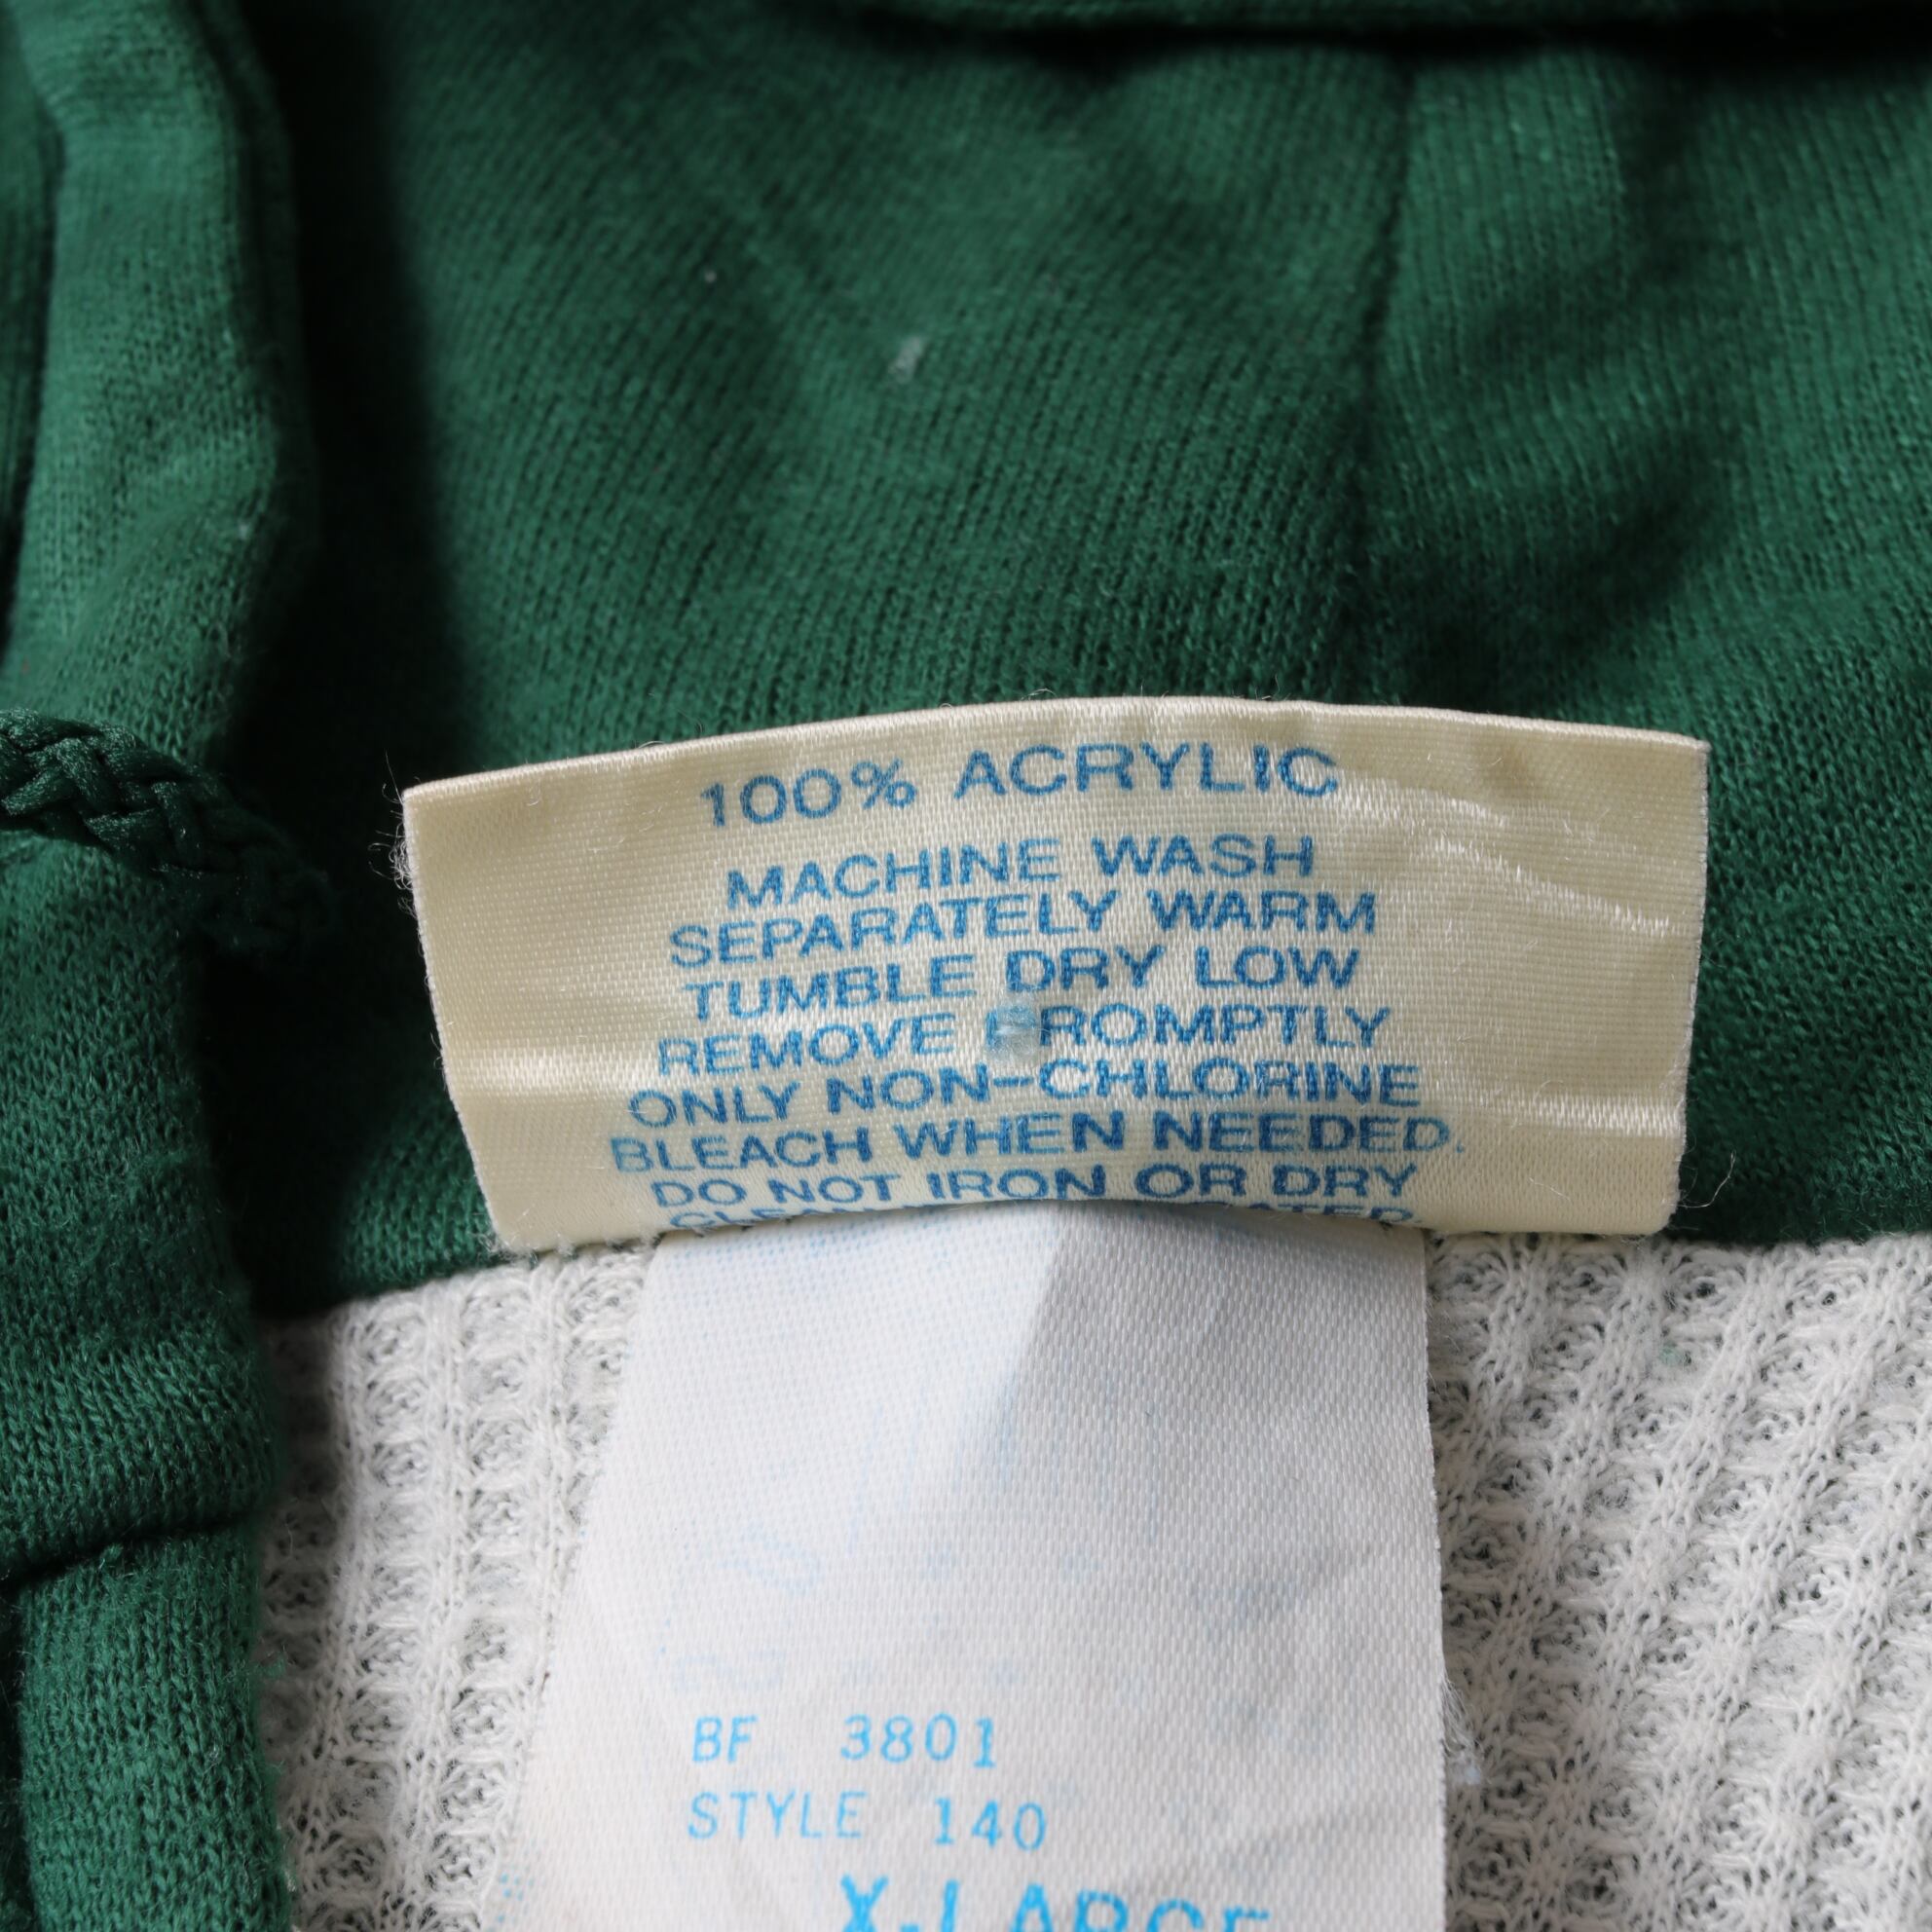 100% ACRYLIC
MACHINE WASH
SEPARATELY WARM
TUMBLE DRY LOW
REMOVE PROMPTLY
ONLY NON-CHLORINE
BLEACH WHEN NEEDED.
DO NOT IRON OR DRY
BF 3801
STYLE 140
X-LARGE